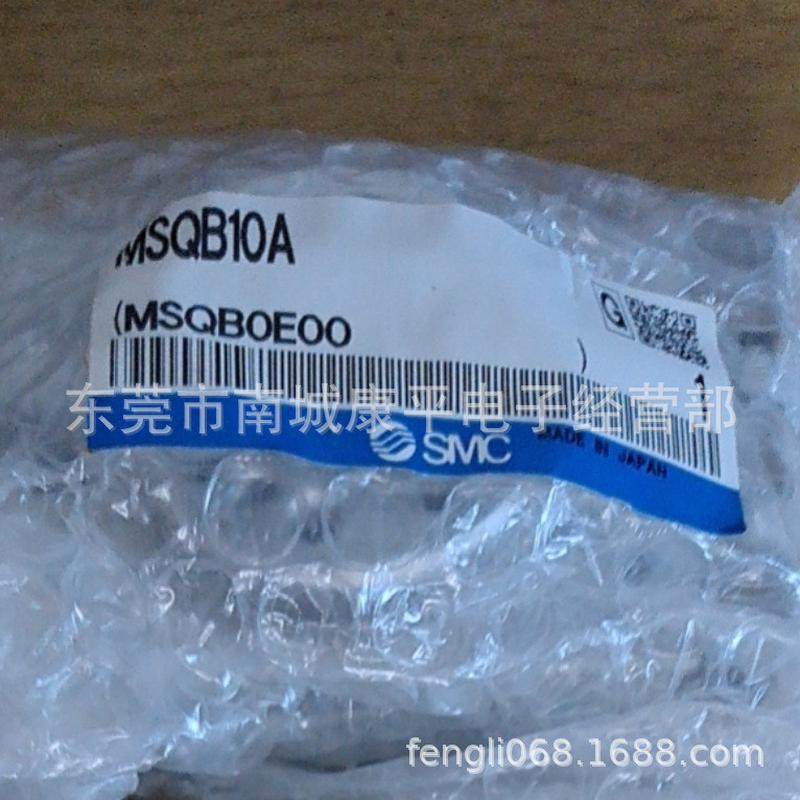 MSQB10A
(MSQB0E00
)
G
1
东莞市南城康平电子经营部
SMC
MADE IN JAPAN
fengli068.1688.com